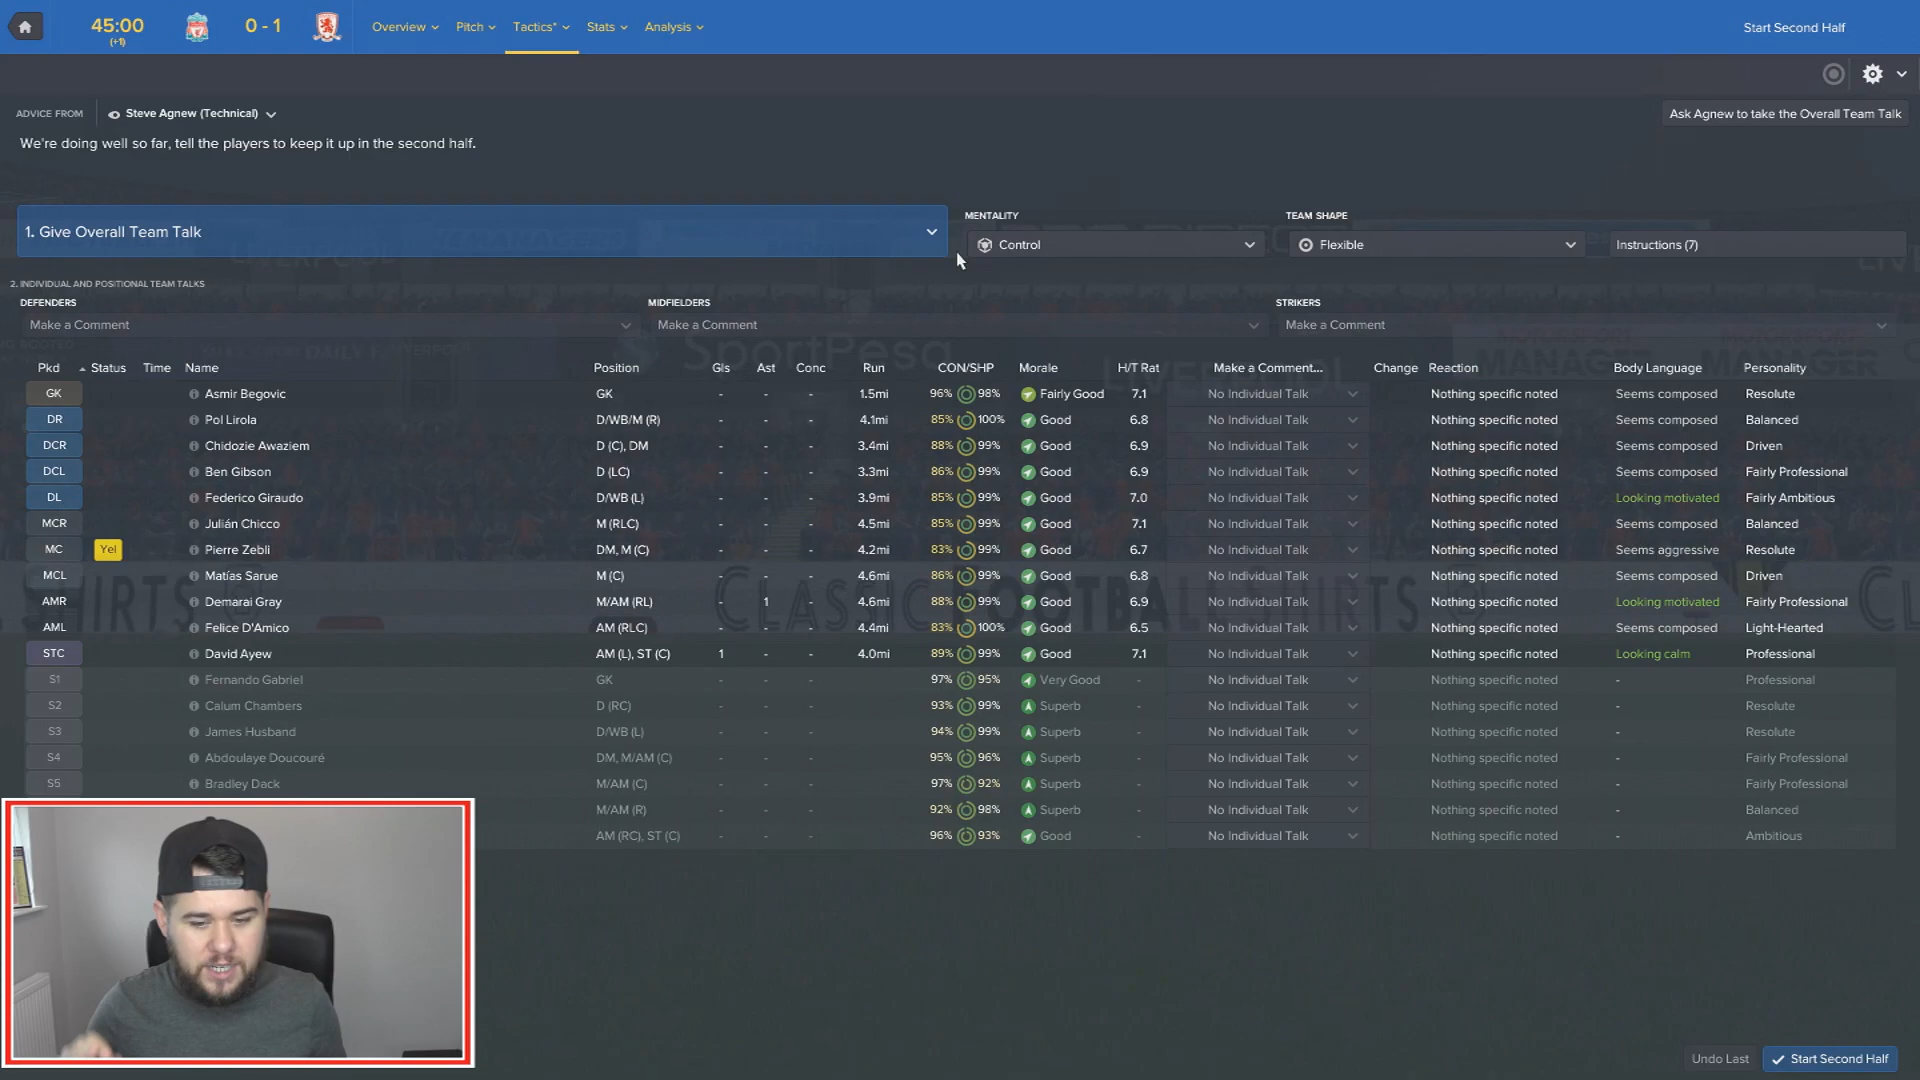 45:00
(+1)
0 - 1
Overview
Pitch
Tactics*
Stats
Analysis
Start Second Half
ADVICE FROM
Steve Agnew (Technical)
Ask Agnew to take the Overall Team Talk
We're doing well so far, tell the players to keep it up in the second half.
1. Give Overall Team Talk
MENTALITY
Control
TEAM SHAPE
Flexible
Instructions (7)
2. INDIVIDUAL AND POSITIONAL TEAM TALKS
DEFENDERS MIDFIELDERS STRIKERS
Make a Comment Make a Comment Make a Comment
Pkd Status Time Name Position Gls Ast Conc Run CON/SHP Morale H/T Rat Make a Comment... Change Reaction Body Language Personality
GK Asmir Begovic GK - - - 1.5mi 96% 98% Fairly Good 7.1 No Individual Talk Nothing specific noted Seems composed Resolute
DR Pol Lirola D/WB/M (R) - - - 4.1mi 85% 100% Good 6.8 No Individual Talk Nothing specific noted Seems composed Balanced
DCR Chidozie Awaziem D (C), DM - - - 3.4mi 88% 99% Good 6.9 No Individual Talk Nothing specific noted Seems composed Driven
DCL Ben Gibson D (LC) - - - 3.3mi 86% 99% Good 6.9 No Individual Talk Nothing specific noted Seems composed Fairly Professional
DL Federico Giraudo D/WB (L) - - - 3.9mi 85% 99% Good 7.0 No Individual Talk Nothing specific noted Looking motivated Fairly Ambitious
MCR Julián Chicco M (RLC) - - - 4.5mi 85% 99% Good 7.1 No Individual Talk Nothing specific noted Seems composed Balanced
MC Yel Pierre Zebli DM, M (C) - - - 4.2mi 83% 99% Good 6.7 No Individual Talk Nothing specific noted Seems aggressive Resolute
MCL Matías Sarue M (C) - - - 4.6mi 86% 99% Good 6.8 No Individual Talk Nothing specific noted Seems composed Driven
AMR Demarai Gray M/AM (RL) - 1 - 4.6mi 88% 99% Good 6.9 No Individual Talk Nothing specific noted Looking motivated Fairly Professional
AML Felice D'Amico AM (RLC) - - - 4.4mi 83% 100% Good 6.5 No Individual Talk Nothing specific noted Seems composed Light-Hearted
STC David Ayew AM (L), ST (C) 1 - - 4.0mi 89% 99% Good 7.1 No Individual Talk Nothing specific noted Looking calm Professional
S1 Fernando Gabriel GK - - - 97% 95% Very Good - No Individual Talk Nothing specific noted - Professional
S2 Calum Chambers D (RC) - - - 93% 99% Superb - No Individual Talk Nothing specific noted - Resolute
S3 James Husband D/WB (L) - - - 94% 99% Superb - No Individual Talk Nothing specific noted - Resolute
S4 Abdoulaye Doucouré DM, M/AM (C) - - - 95% 96% Superb - No Individual Talk Nothing specific noted - Fairly Professional
S5 Bradley Dack M/AM (C) - - - 97% 92% Superb - No Individual Talk Nothing specific noted - Fairly Professional
M/AM (R) - - - 92% 98% Superb - No Individual Talk Nothing specific noted - Balanced
AM (RC), ST (C) - - - 96% 93% Good - No Individual Talk Nothing specific noted - Ambitious
SportPesa
LIVERPOOL
MOTORSPORT MANAGER
SHIRTS CLASSIC FOOTBALL SHIRTS
Undo Last
Start Second Half